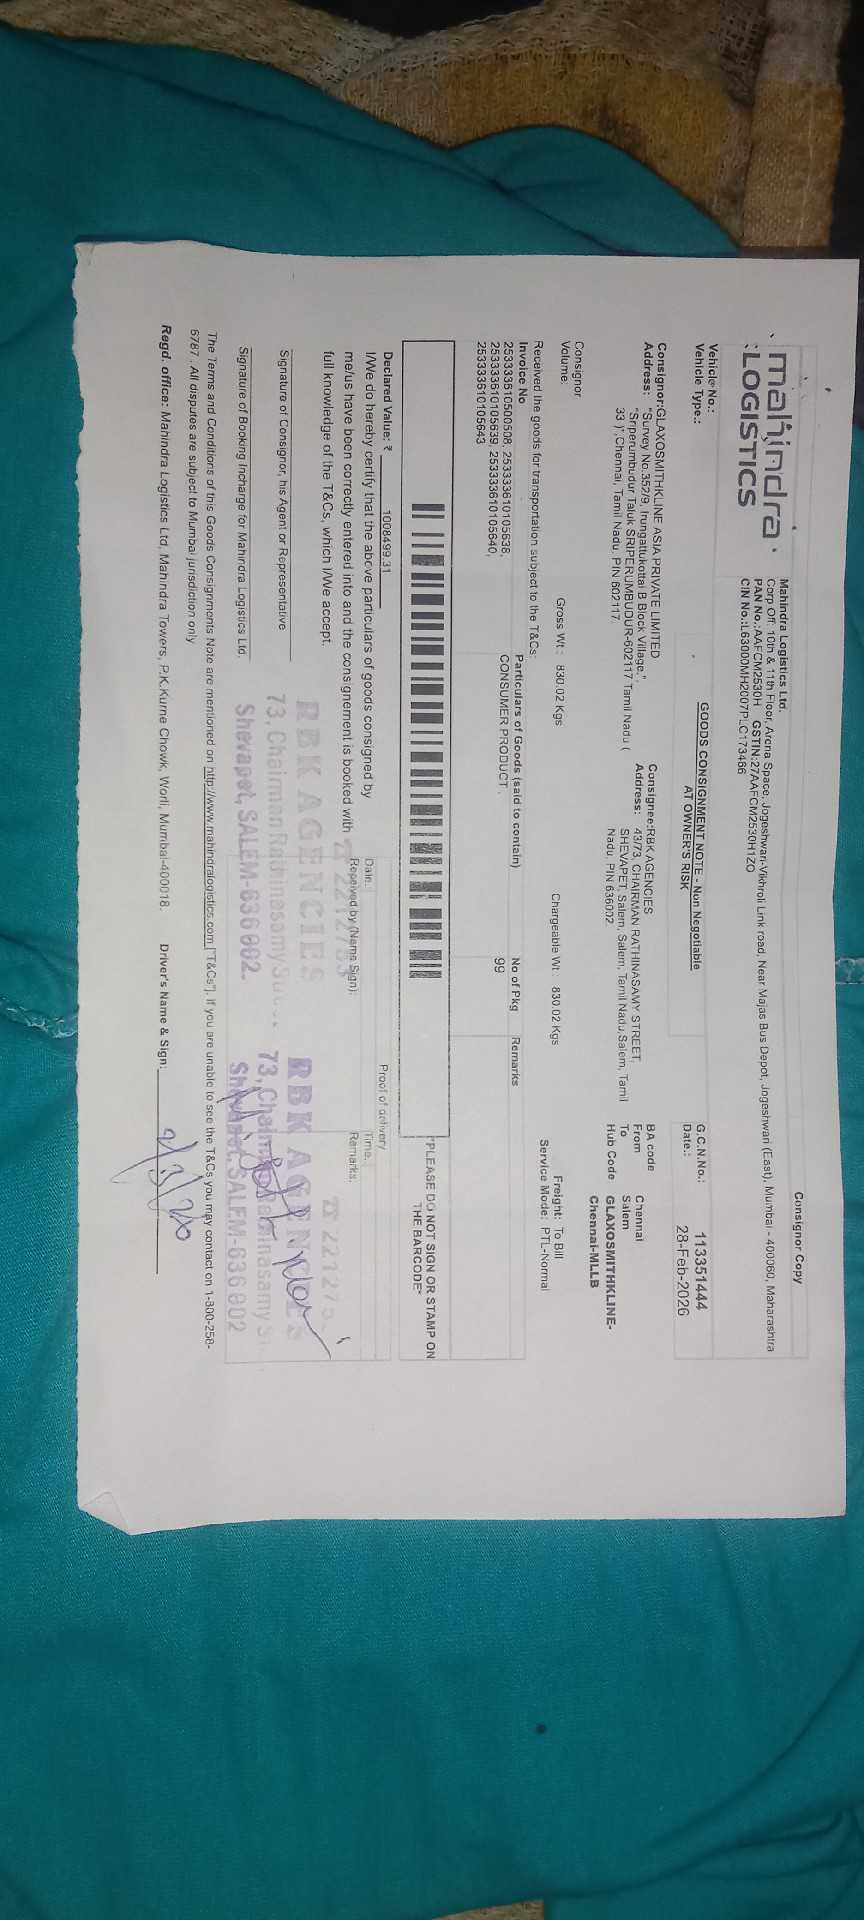 Consignor Copy
mahindra
LOGISTICS
Mahindra Logistics Ltd.
Corp Off: 10th & 11th Floor, Arena Space, Jogeshwari-Vikhroli Link road, Near Majas Bus Depot, Jogeshwari (East), Mumbai - 400060, Maharashtra
PAN No.:AAFCM2530H GSTIN:27AAFCM2530H1ZO
CIN No.:L63000MH2007PLC173466
Vehicle No.:
Vehicle Type.:
GOODS CONSIGNMENT NOTE - Non Negotiable
AT OWNER'S RISK
G.C.N.No.: 113351444
Date.: 28-Feb-2026
Consignor:GLAXOSMITHKLINE ASIA PRIVATE LIMITED
Address: "Survey No.352/9, Irungattukottai B Block Village, "
"Sriperumbudur Taluk SRIPERUMBUDUR-602117 Tamil Nadu (
33 )",Chennai, Tamil Nadu. PIN 602117.
Consignee:RBK AGENCIES
Address: 43/73, CHAIRMAN RATHINASAMY STREET,
SHEVAPET, Salem, Salem, Tamil Nadu,Salem, Tamil
Nadu. PIN 636002
BA code
From Chennai
To Salem
Hub Code GLAXOSMITHKLINE-
Chennai-MLLB
Consignor
Volume:
Gross Wt : 830.02 Kgs
Chargeable Wt : 830.02 Kgs
Freight: To Bill
Service Mode: PTL-Normal
Received the goods for transportation subject to the T&Cs:
Invoice No Particulars of Goods (said to contain) No of Pkg Remarks
253333610500508, 253333610105638, CONSUMER PRODUCT , 99
253333610105639, 253333610105640,
253333610105643
"PLEASE DO NOT SIGN OR STAMP ON
THE BARCODE"
Declared Value: ₹ 1008499.31
I/We do hereby certify that the above particulars of goods consigned by
me/us have been correctly entered into and the consignement is booked with
full knowledge of the T&Cs, which I/We accept.
Proof of delivery
Date. Time.
Received by (Name Sign): Remarks:
Signature of Consignor, his Agent or Representative
Signature of Booking Incharge for Mahindra Logistics Ltd.
☎ 2212753
RBK AGENCIES
73, Chairman Rathinasamy
Shevapet, SALEM-636 002.
RBK AGENCIES
Shevapet, SALEM-636 002
The Terms and Conditions of this Goods Consignments Note are mentioned on http://www.mahindralogistics.com ["T&Cs"]. If you are unable to see the T&Cs you may contact on 1-800-258-
6787 . All disputes are subject to Mumbai jurisdiction only
Regd. office: Mahindra Logistics Ltd, Mahindra Towers, P.K.Kurne Chowk, Worli, Mumbai-400018. Driver's Name & Sign: